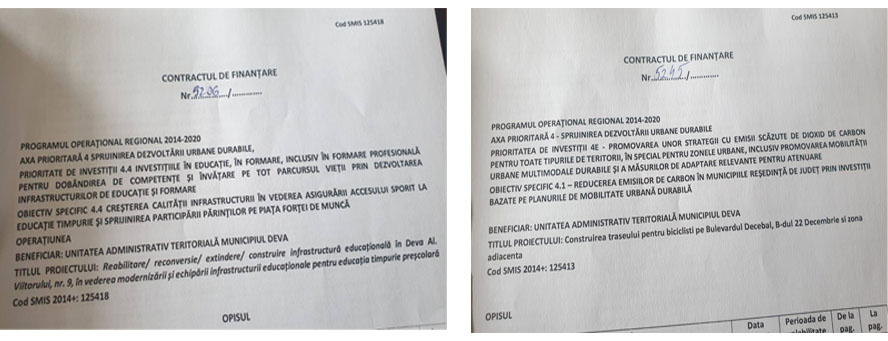 Cod SMIS 125418
CONTRACTUL DE FINANȚARE
Nr. 5206 /.............
PROGRAMUL OPERAȚIONAL REGIONAL 2014-2020
AXA PRIORITARĂ 4 SPRIJINIREA DEZVOLTĂRII URBANE DURABILE,
PRIORITATE DE INVESTIȚII 4.4 INVESTIȚIILE ÎN EDUCAȚIE, ÎN FORMARE, INCLUSIV ÎN FORMARE PROFESIONALĂ
PENTRU DOBÂNDIREA DE COMPETENȚE ȘI ÎNVĂȚARE PE TOT PARCURSUL VIEȚII PRIN DEZVOLTAREA
INFRASTRUCTURILOR DE EDUCAȚIE ȘI FORMARE
OBIECTIV SPECIFIC 4.4 CREȘTEREA CALITĂȚII INFRASTRUCTURII ÎN VEDEREA ASIGURĂRII ACCESULUI SPORIT LA
EDUCAȚIE TIMPURIE ȘI SPRIJINIREA PARTICIPĂRII PĂRINȚILOR PE PIAȚA FORȚEI DE MUNCĂ
OPERAȚIUNEA
BENEFICIAR: UNITATEA ADMINISTRATIV TERITORIALĂ MUNICIPIUL DEVA
TITLUL PROIECTULUI: Reabilitare/ reconversie/ extindere/ construire infrastructură educațională în Deva Al.
Viitorului, nr. 9, în vederea modernizării și echipării infrastructurii educaționale pentru educația timpurie preșcolară
Cod SMIS 2014+: 125418
OPISUL
Cod SMIS 125413
CONTRACTUL DE FINANȚARE
Nr. 5245 /.............
PROGRAMUL OPERAȚIONAL REGIONAL 2014-2020
AXA PRIORITARĂ 4 - SPRIJINIREA DEZVOLTĂRII URBANE DURABILE
PRIORITATEA DE INVESTIȚII 4E - PROMOVAREA UNOR STRATEGII CU EMISII SCĂZUTE DE DIOXID DE CARBON
PENTRU TOATE TIPURILE DE TERITORII, ÎN SPECIAL PENTRU ZONELE URBANE, INCLUSIV PROMOVAREA MOBILITĂȚII
URBANE MULTIMODALE DURABILE ȘI A MĂSURILOR DE ADAPTARE RELEVANTE PENTRU ATENUARE
OBIECTIV SPECIFIC 4.1 – REDUCEREA EMISIILOR DE CARBON ÎN MUNICIPIILE REȘEDINȚĂ DE JUDEȚ PRIN INVESTIȚII
BAZATE PE PLANURILE DE MOBILITATE URBANĂ DURABILĂ
BENEFICIAR: UNITATEA ADMINISTRATIV TERITORIALĂ MUNICIPIUL DEVA
TITLUL PROIECTULUI: Construirea traseului pentru biciclisti pe Bulevardul Decebal, B-dul 22 Decembrie si zona
adiacenta
Cod SMIS 2014+: 125413
OPISUL
Data Perioada de De la La
pag. pag.